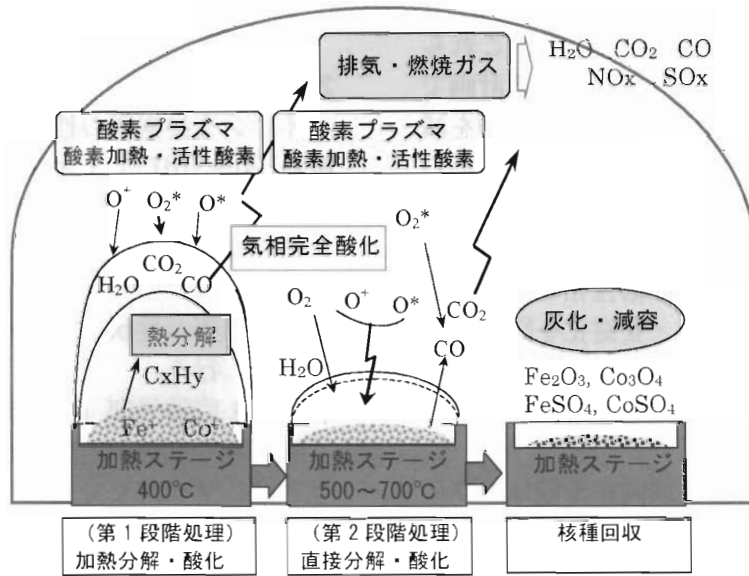 排気・燃焼ガス
H₂O CO₂ CO
NOx SOx
酸素プラズマ
酸素加熱・活性酸素
酸素プラズマ
酸素加熱・活性酸素
O⁺ O₂* O*
気相完全酸化
CO₂
H₂O CO
熱分解
CxHy
Fe⁺ Co⁺
加熱ステージ
400℃
(第1段階処理)
加熱分解・酸化
O₂*
O₂ O⁺ O*
CO₂
CO
H₂O
加熱ステージ
500~700℃
(第2段階処理)
直接分解・酸化
灰化・減容
Fe₂O₃, Co₃O₄
FeSO₄, CoSO₄
加熱ステージ
核種回収